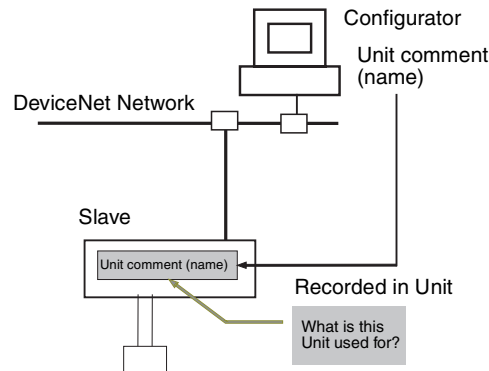 Configurator
Unit comment
(name)
DeviceNet Network
Slave
Unit comment (name)
Recorded in Unit
What is this
Unit used for?